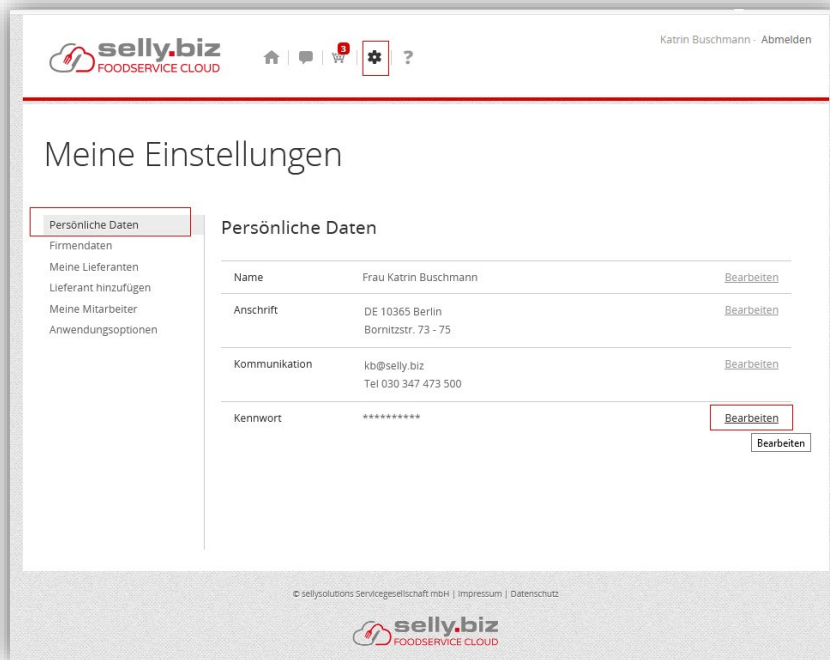 selly.biz
FOODSERVICE CLOUD
3
?
Katrin Buschmann - Abmelden
Meine Einstellungen
Persönliche Daten
Firmendaten
Meine Lieferanten
Lieferant hinzufügen
Meine Mitarbeiter
Anwendungsoptionen
Persönliche Daten
Name Frau Katrin Buschmann Bearbeiten
Anschrift DE 10365 Berlin Bearbeiten
Bornitzstr. 73 - 75
Kommunikation kb@selly.biz Bearbeiten
Tel 030 347 473 500
Kennwort ********** Bearbeiten
Bearbeiten
© sellysolutions Servicegesellschaft mbH | Impressum | Datenschutz
selly.biz
FOODSERVICE CLOUD